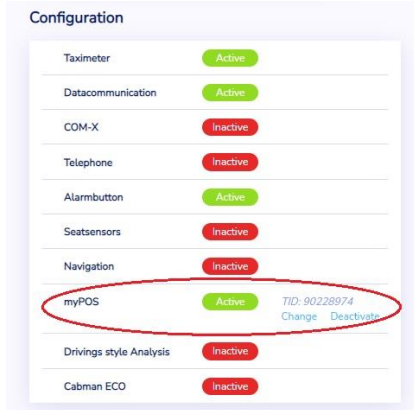 Configuration
Taximeter Active
Datacommunication Active
COM-X Inactive
Telephone Inactive
Alarmbutton Active
Seatsensors Inactive
Navigation Inactive
myPOS Active TID: 90228974
Change Deactivate
Drivings style Analysis Inactive
Cabman ECO Inactive